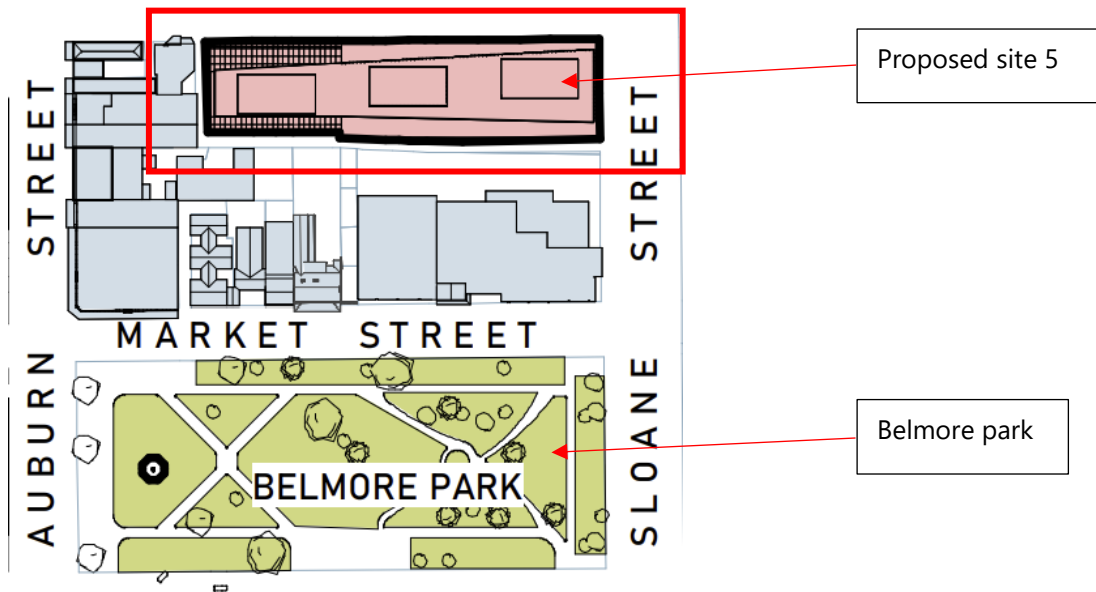 Proposed site 5
STREET
STREET
MARKET STREET
AUBURN
SLOANE
Belmore park
BELMORE PARK